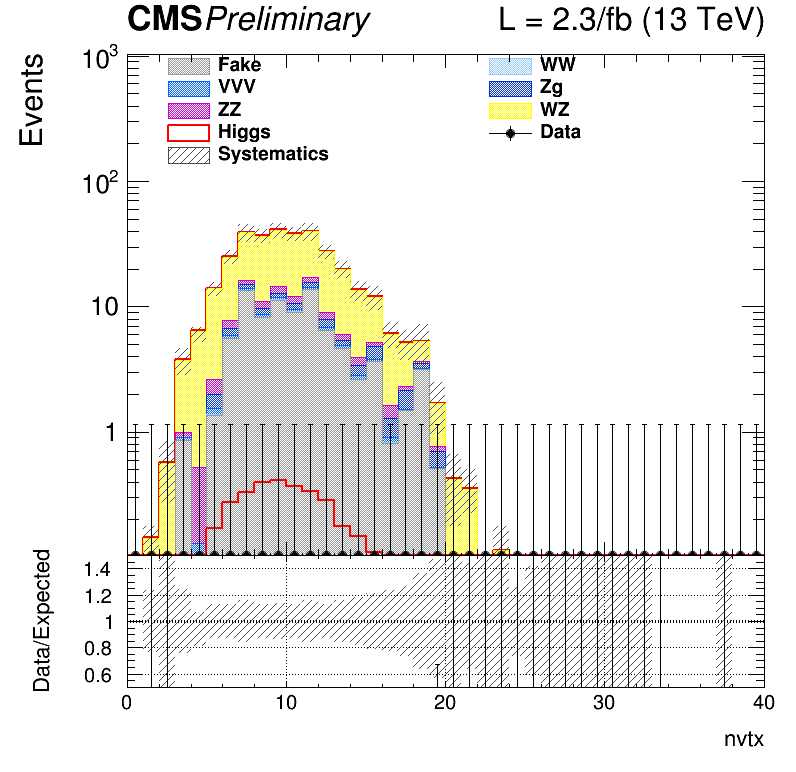 CMS Preliminary L = 2.3/fb (13 TeV)
Events
10³
10²
10
1
Fake WW
VVV Zg
ZZ WZ
Higgs Data
Systematics
Data/Expected
1.4
1.2
1
0.8
0.6
0 10 20 30 40
nvtx